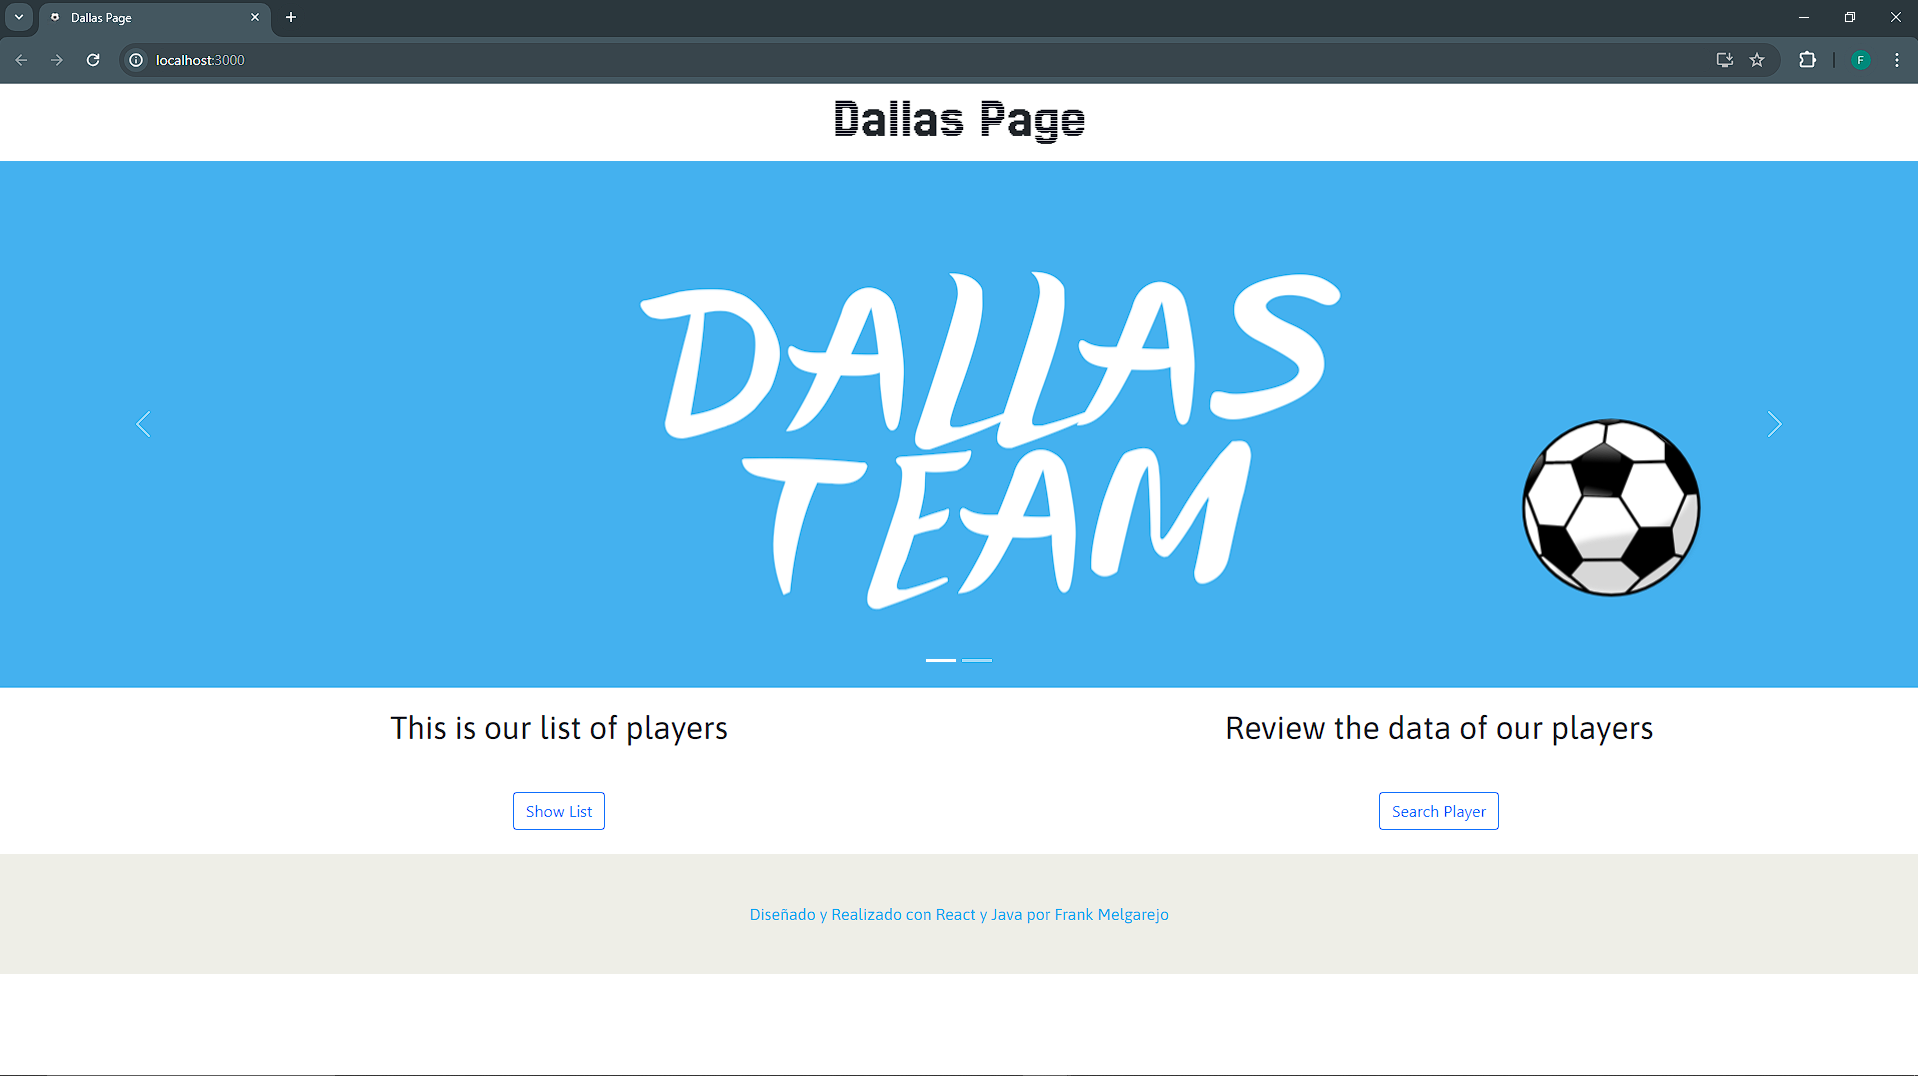 Dallas Page
localhost:3000
F
Dallas Page
DALLAS
TEAM
This is our list of players
Review the data of our players
Show List
Search Player
Diseñado y Realizado con React y Java por Frank Melgarejo